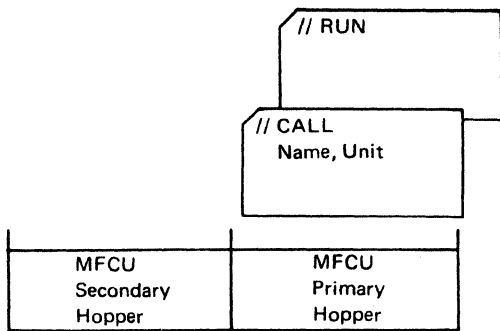 // RUN
// CALL
Name, Unit
MFCU
Secondary
Hopper
MFCU
Primary
Hopper